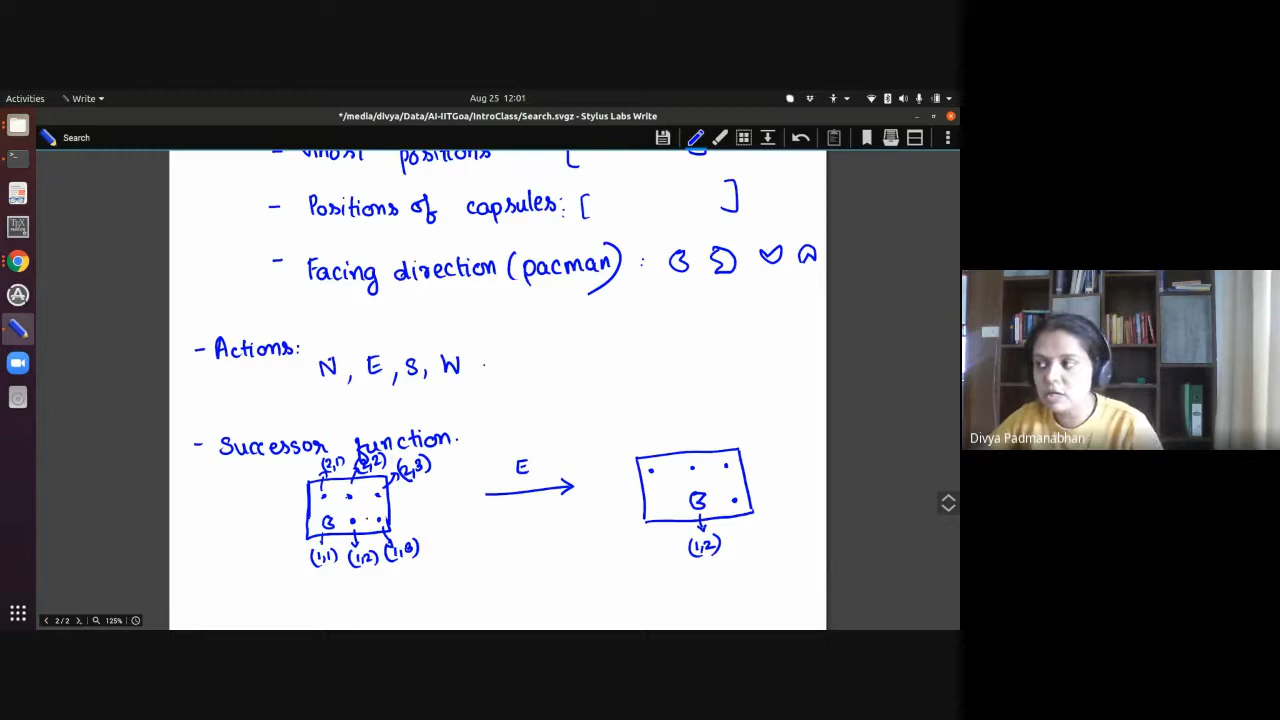 Activities Write Aug 25 12:01
*/media/divya/Data/AI-IITGoa/IntroClass/Search.svgz - Stylus Labs Write
Search
- Ghost positions [
- Positions of capsules: [ ]
- Facing direction (pacman) :
- Actions:
N, E, S, W
- Successor function.
(2,1) (2,2) (2,3)
E
(1,1) (1,2) (1,3)
(1,2)
Divya Padmanabhan
2/2 125%